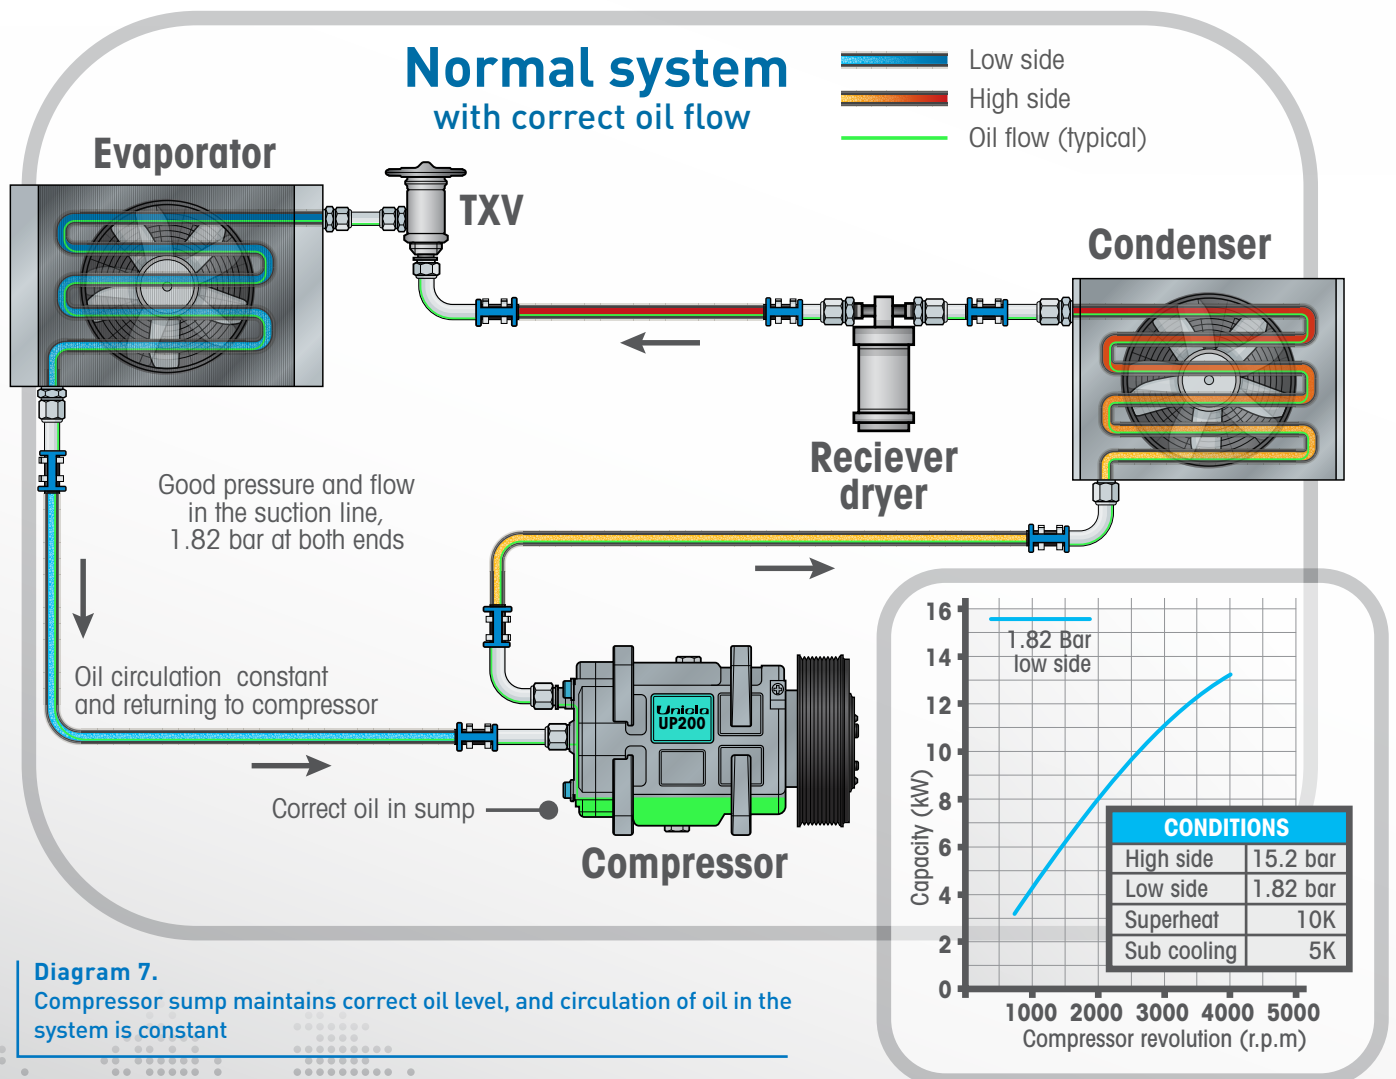 Normal system
with correct oil flow
Low side
High side
Oil flow (typical)
Evaporator
TXV
Condenser
Reciever
dryer
Good pressure and flow
in the suction line,
1.82 bar at both ends
Oil circulation constant
and returning to compressor
Correct oil in sump
Unicla
UP200
Compressor
16
14
12
10
8
6
4
2
0
Capacity (kW)
1.82 Bar
low side
1000 2000 3000 4000 5000
Compressor revolution (r.p.m)
CONDITIONS
High side 15.2 bar
Low side 1.82 bar
Superheat 10K
Sub cooling 5K
Diagram 7.
Compressor sump maintains correct oil level, and circulation of oil in the
system is constant